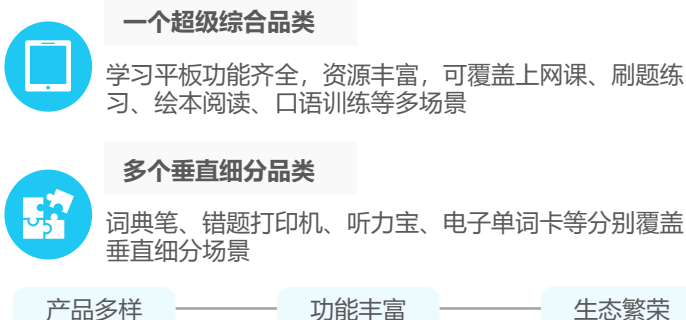 一个超级综合品类
学习平板功能齐全，资源丰富，可覆盖上网课、刷题练
习、绘本阅读、口语训练等多场景
多个垂直细分品类
词典笔、错题打印机、听力宝、电子单词卡等分别覆盖
垂直细分场景
产品多样 功能丰富 生态繁荣